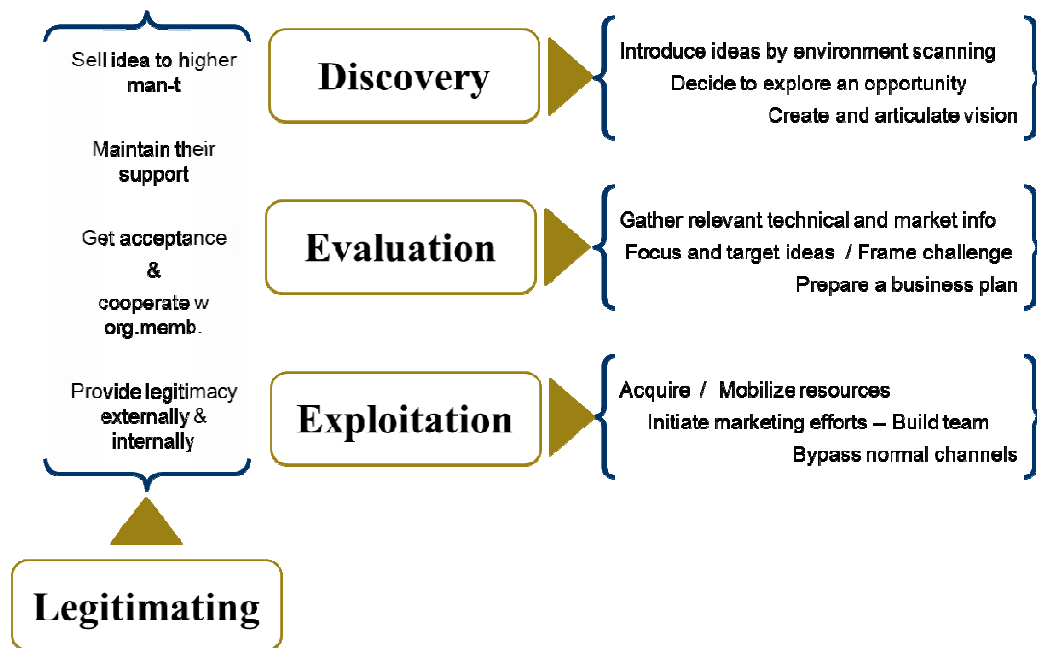 Sell idea to higher
man-t
Maintain their
support
Get acceptance
&
cooperate w
org.memb.
Provide legitimacy
externally &
internally
Legitimating
Discovery
Introduce ideas by environment scanning
Decide to explore an opportunity
Create and articulate vision
Evaluation
Gather relevant technical and market info
Focus and target ideas / Frame challenge
Prepare a business plan
Exploitation
Acquire / Mobilize resources
Initiate marketing efforts – Build team
Bypass normal channels